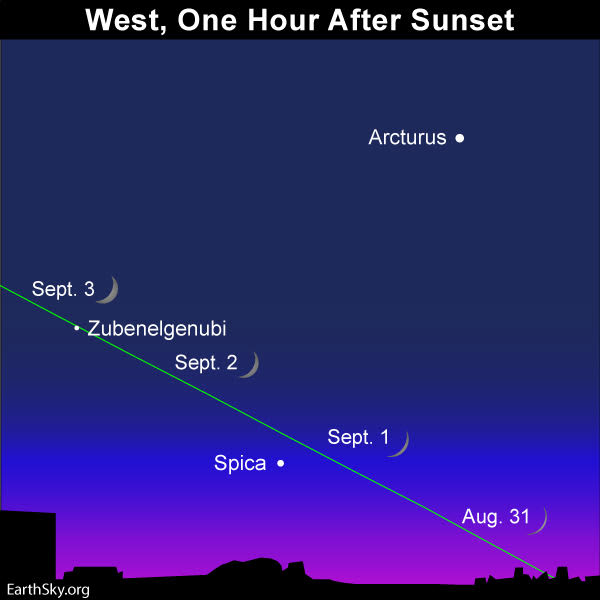 West, One Hour After Sunset
Arcturus
Sept. 3
Zubenelgenubi
Sept. 2
Sept. 1
Spica
Aug. 31
EarthSky.org